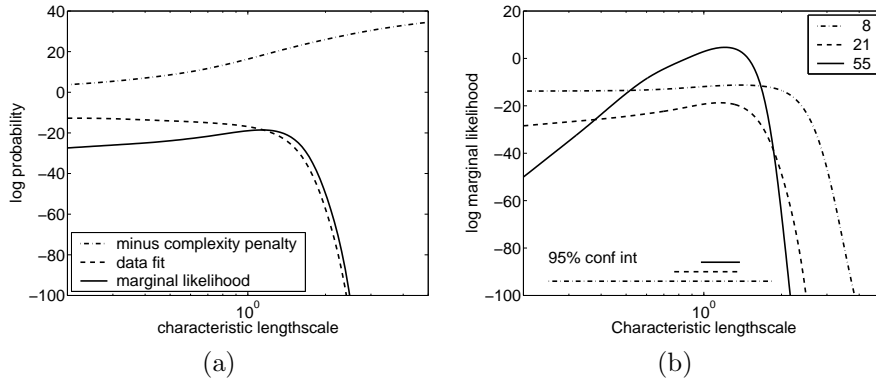 40
20
0
−20
−40
−60
−80
−100
log probability
minus complexity penalty
data fit
marginal likelihood
10^0
characteristic lengthscale
(a)
20
0
−20
−40
−60
−80
−100
log marginal likelihood
8
21
55
95% conf int
10^0
Characteristic lengthscale
(b)